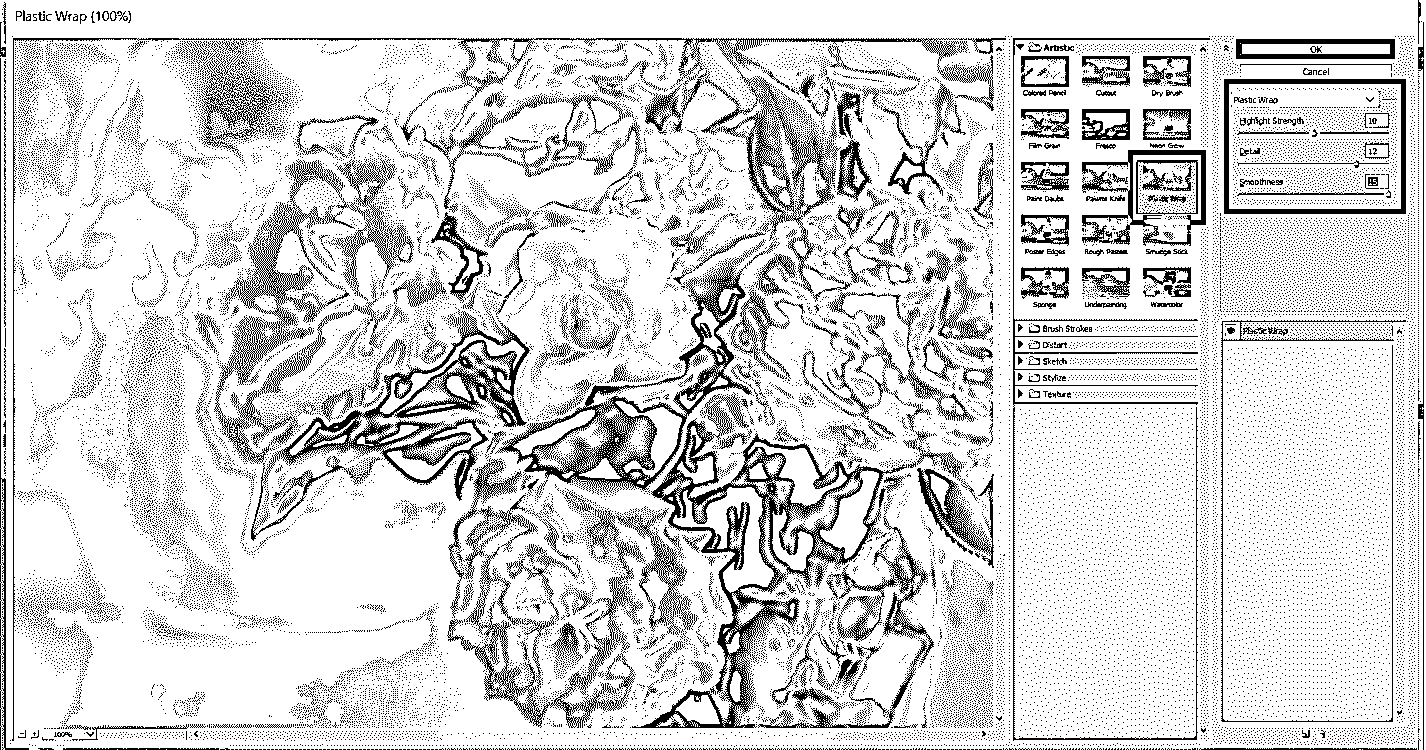 Plastic Wrap (100%)
Artistic
Colored Pencil
Cutout
Dry Brush
Film Grain
Fresco
Neon Glow
Paint Daubs
Palette Knife
Plastic Wrap
Poster Edges
Rough Pastels
Smudge Stick
Sponge
Underpainting
Watercolor
Brush Strokes
Distort
Sketch
Stylize
Texture
OK
Cancel
Plastic Wrap
Highlight Strength 10
Detail 12
Smoothness
Plastic Wrap
100%